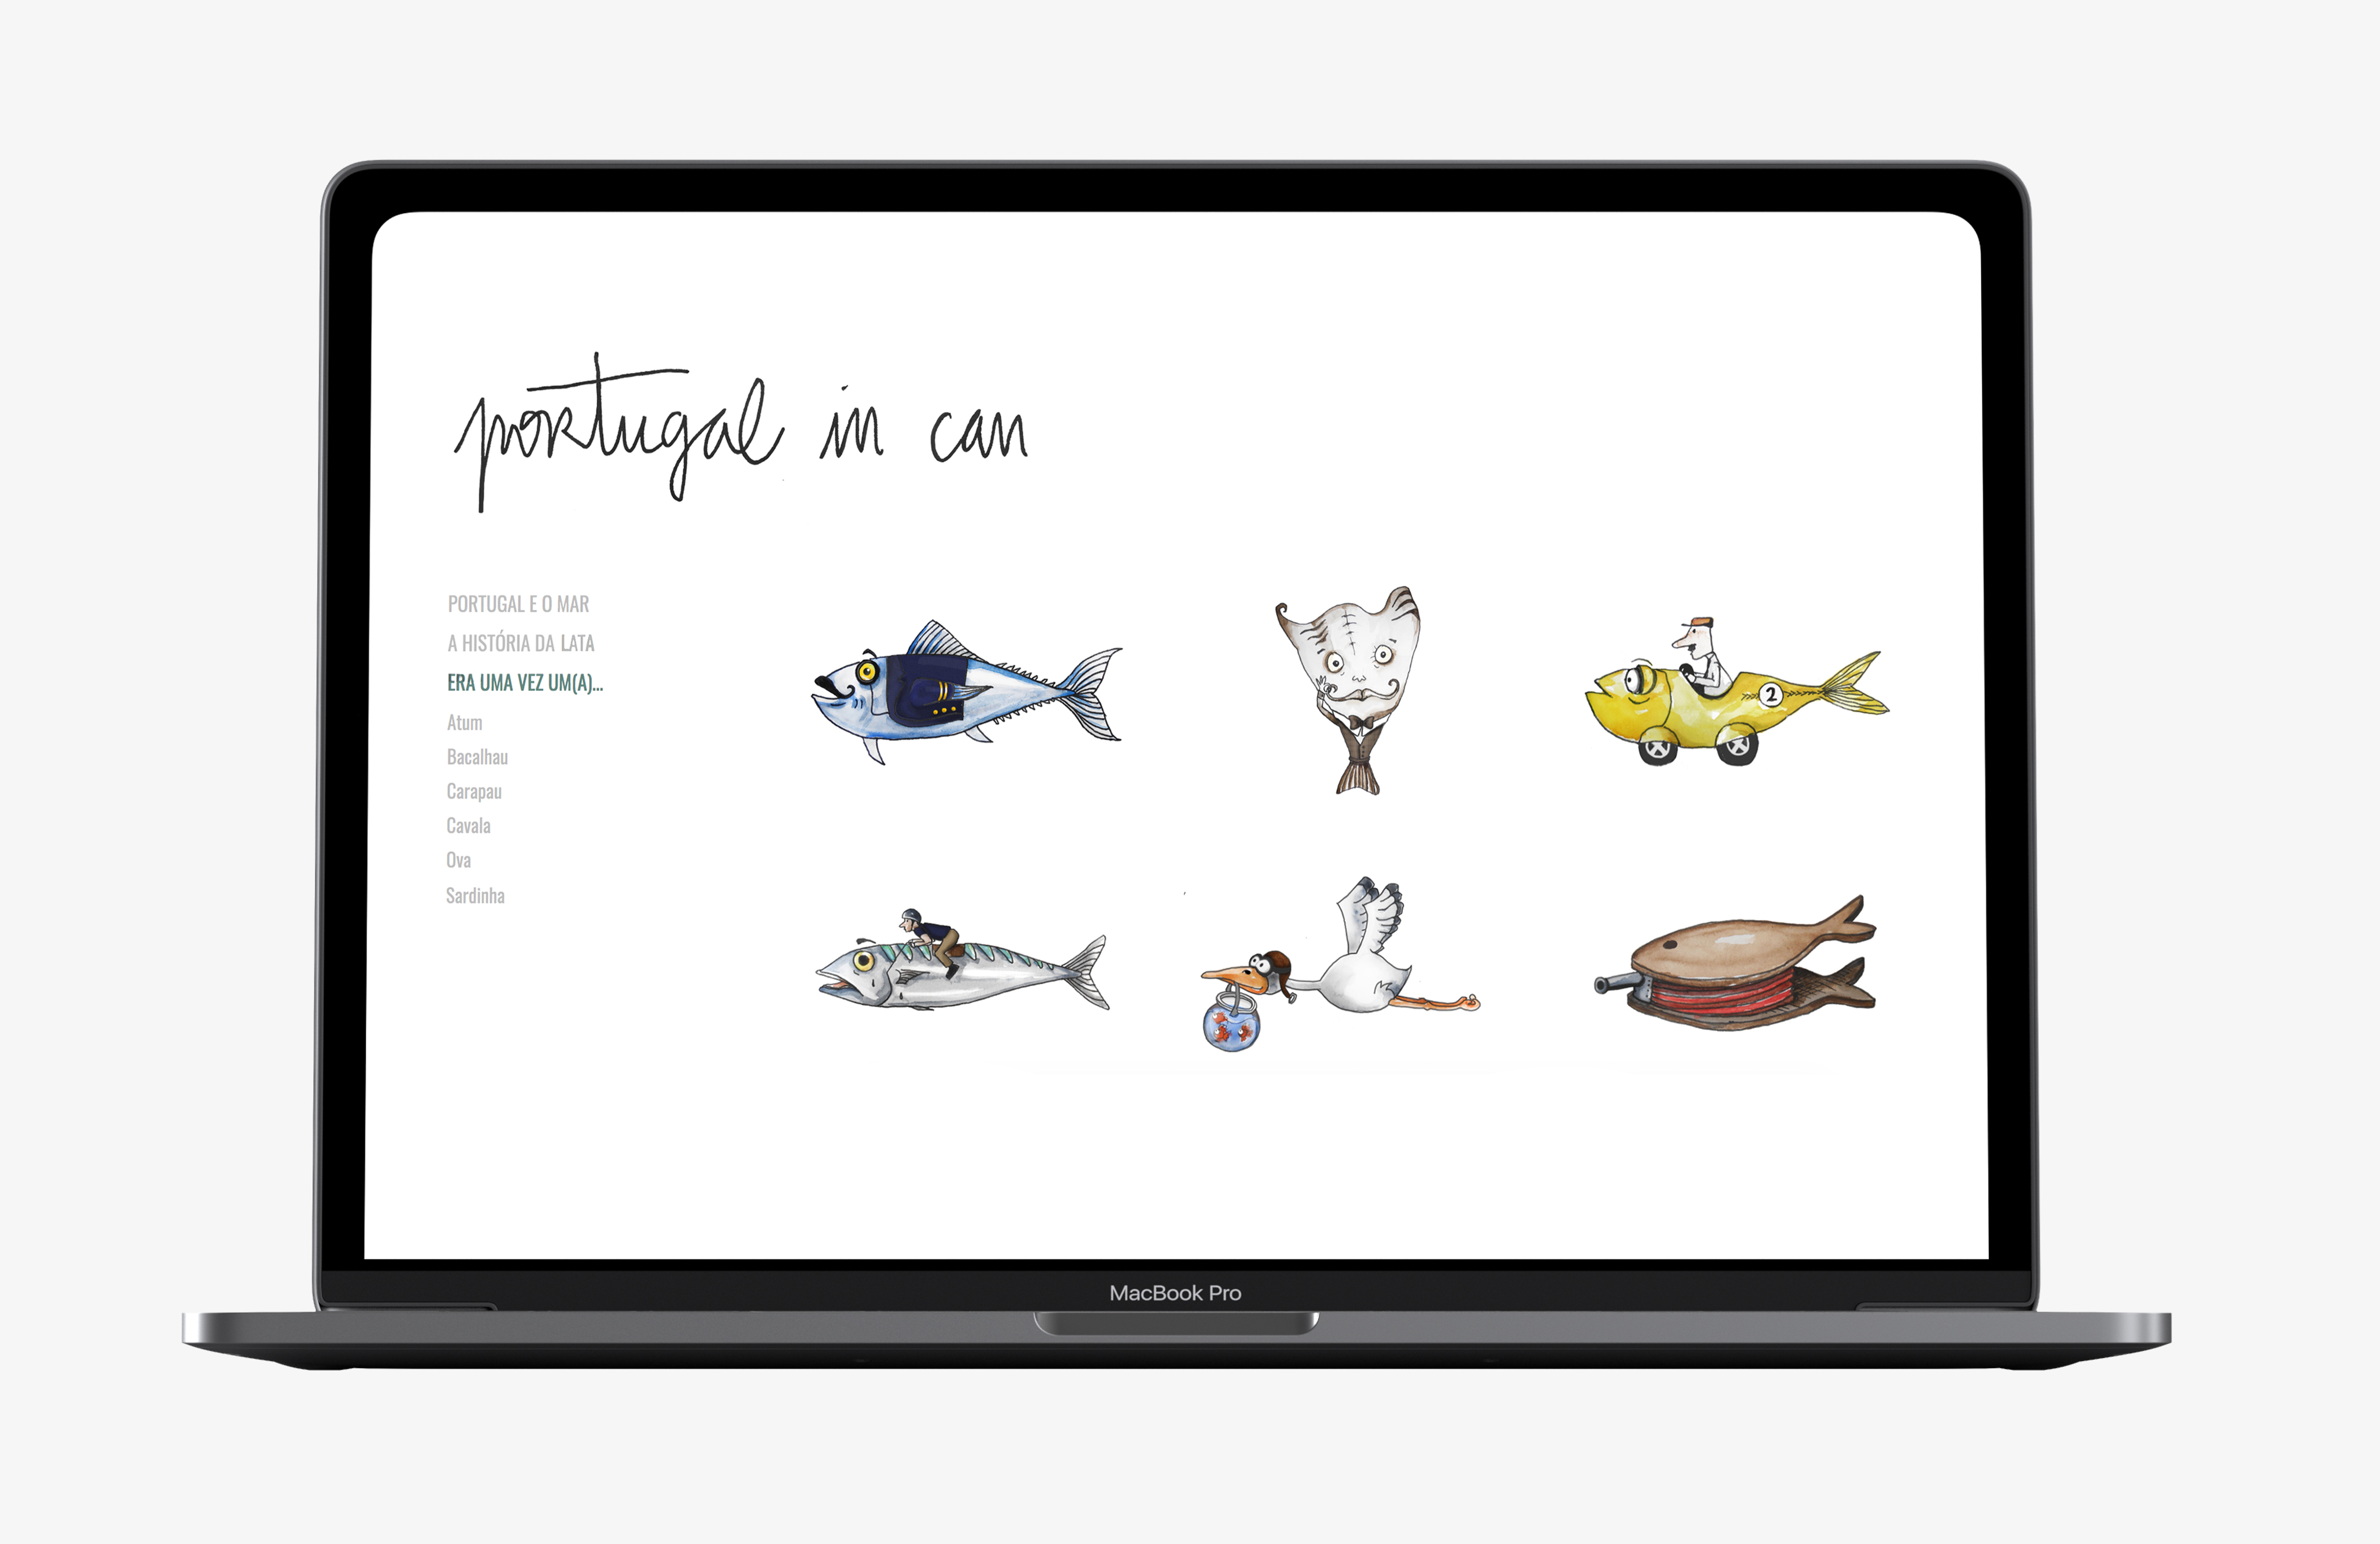 portugal in can
PORTUGAL E O MAR
A HISTÓRIA DA LATA
ERA UMA VEZ UM(A)...
Atum
Bacalhau
Carapau
Cavala
Ova
Sardinha
2
MacBook Pro